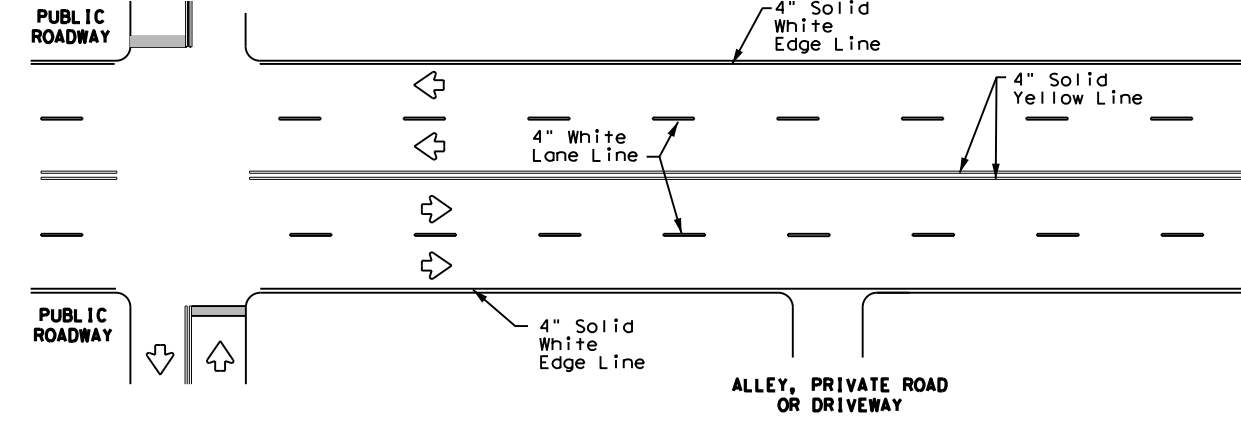 PUBLIC
ROADWAY
4" Solid
White
Edge Line
4" Solid
Yellow Line
4" White
Lane Line
PUBLIC
ROADWAY
4" Solid
White
Edge Line
ALLEY, PRIVATE ROAD
OR DRIVEWAY